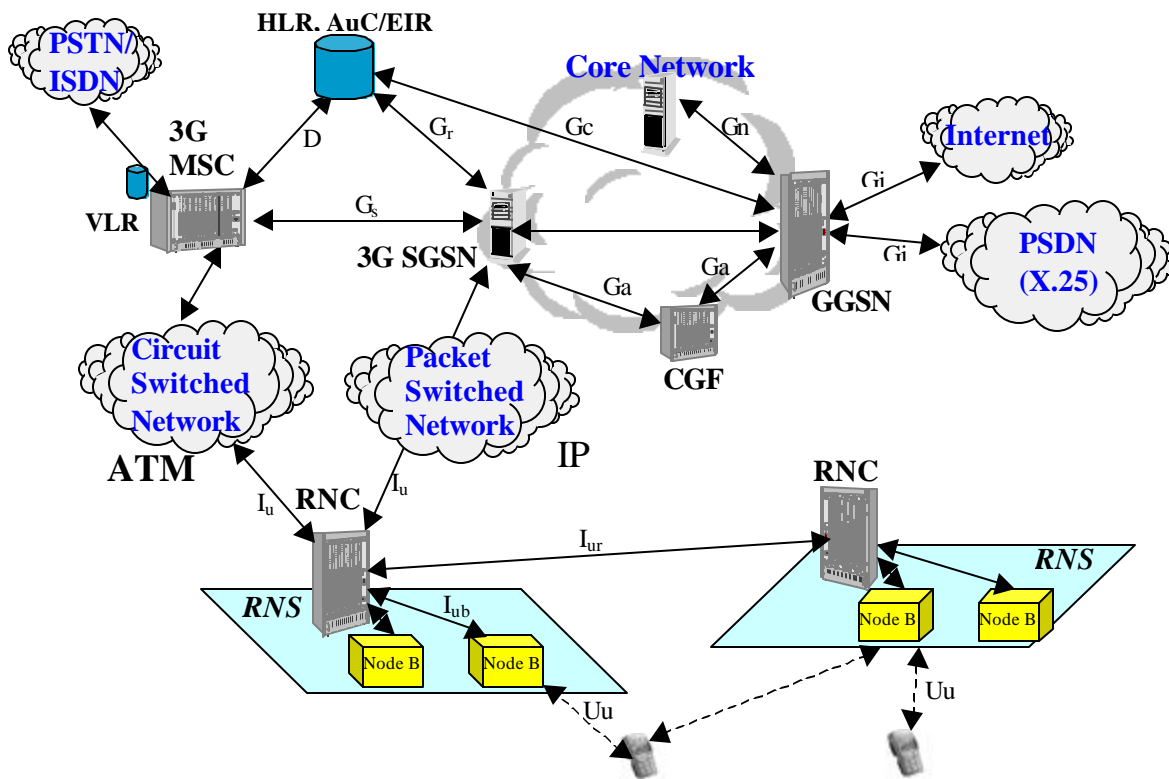 HLR, AuC/EIR
PSTN/
ISDN
Core Network
3G
MSC
D
Gr
Gc
Gn
Internet
Gi
VLR
Gs
3G SGSN
Gi
PSDN
(X.25)
Ga
Ga
GGSN
CGF
Circuit
Switched
Network
Packet
Switched
Network
ATM
IP
Iu
RNC
Iu
RNC
Iur
RNS
RNS
Iub
Node B
Node B
Node B
Node B
Uu
Uu